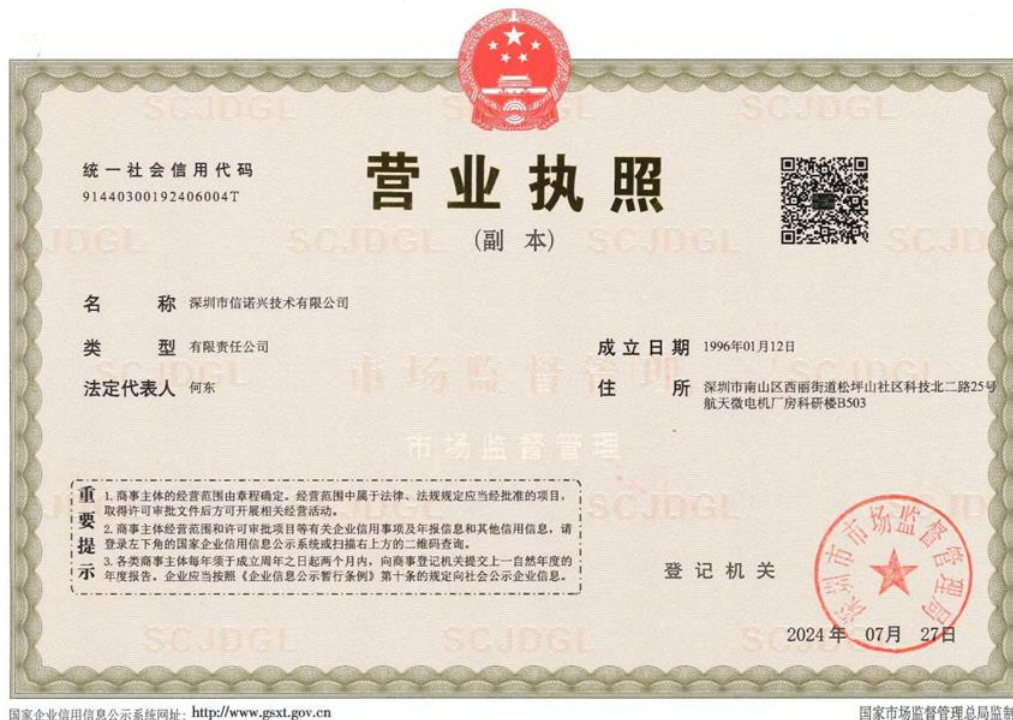 统一社会信用代码
91440300192406004T
营业执照
(副 本)
名 称 深圳市信诺兴技术有限公司
类 型 有限责任公司
成立日期 1996年01月12日
法定代表人 何东
住 所 深圳市南山区西丽街道松坪山社区科技北二路25号
航天微电机厂房科研楼B503
市场监督管理
市场监督管理
重要提示
1.商事主体的经营范围由章程确定。经营范围中属于法律、法规规定应当经批准的项目,
取得许可审批文件后方可开展相关经营活动。
2.商事主体经营范围和许可审批项目等有关企业信用事项及年报信息和其他信用信息,请
登录左下角的国家企业信用信息公示系统或扫描右上方的二维码查询。
3.各类商事主体每年须于成立周年之日起两个月内,向商事登记机关提交上一自然年度的
年度报告。企业应当按照《企业信息公示暂行条例》第十条的规定向社会公示企业信息。
登记机关
深圳市市场监督管理局
2024年 07月 27日
SCJDGL
SCJDGL
SCJDGL
国家企业信用信息公示系统网址: http://www.gsxt.gov.cn
国家市场监督管理总局监制